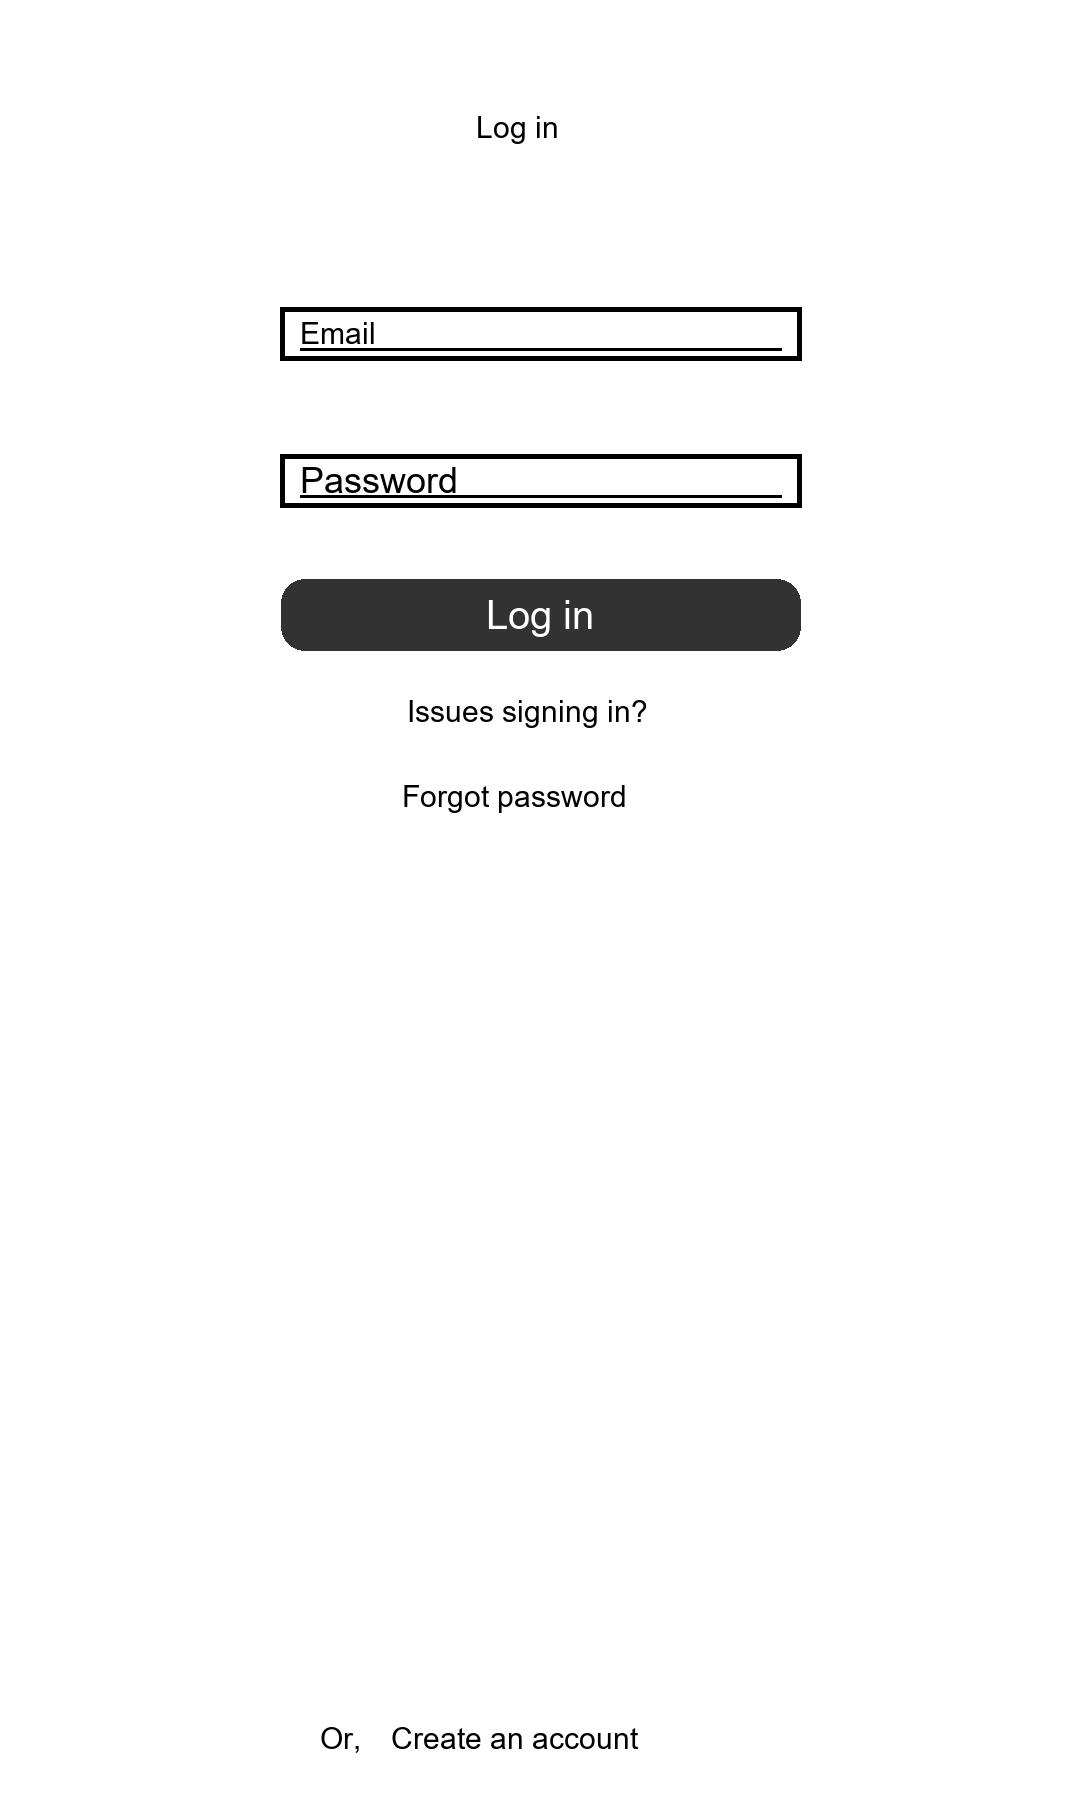 Log in
Email
Password
Log in
Issues signing in?
Forgot password
Or, Create an account